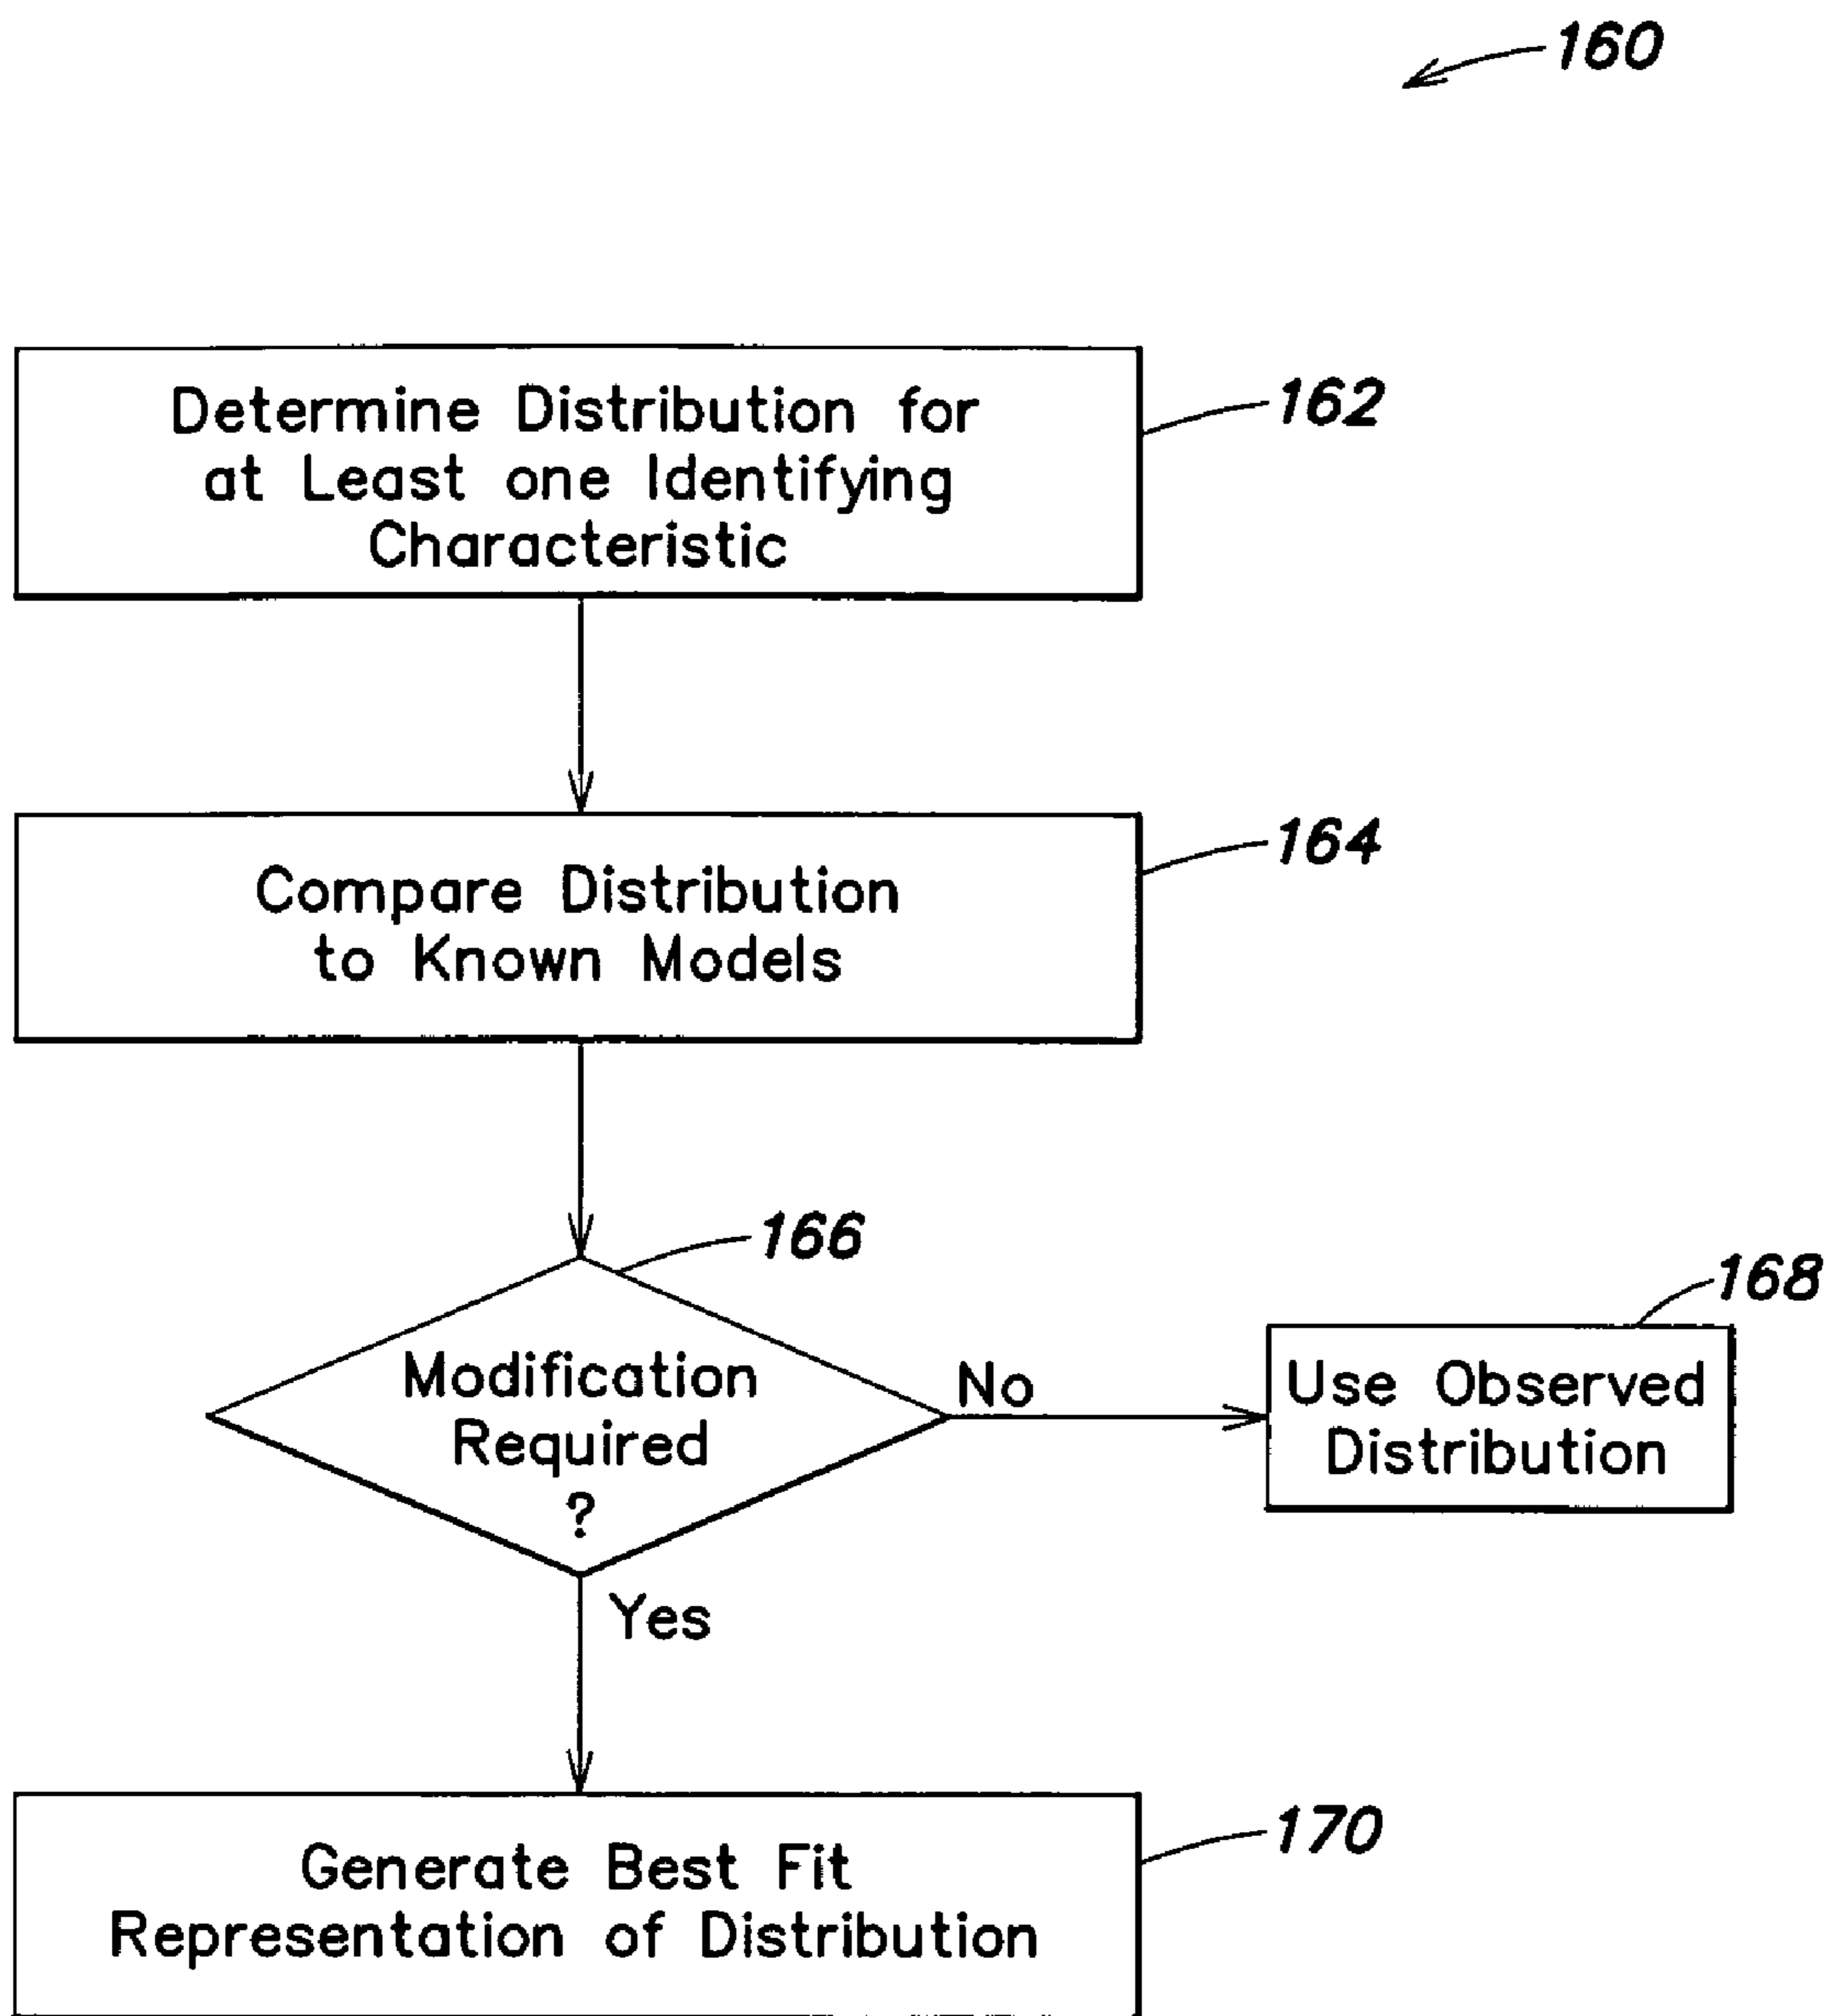 160
Determine Distribution for
at Least one Identifying
Characteristic
162
Compare Distribution
to Known Models
164
166
Modification
Required
?
No
168
Use Observed
Distribution
Yes
Generate Best Fit
Representation of Distribution
170